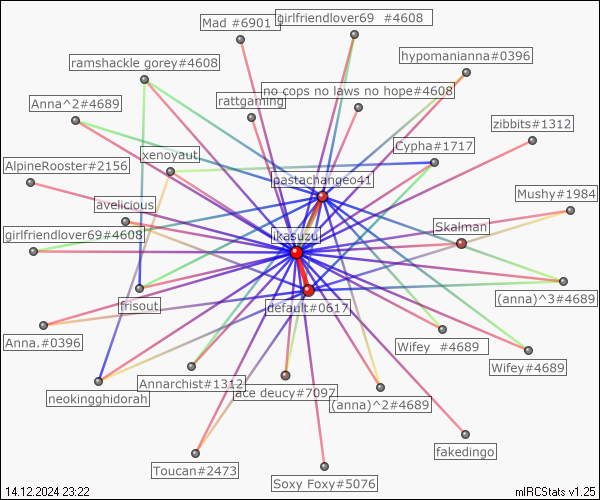 Mad #6901
girlfriendlover69 #4608
ramshackle gorey#4608
hypomanianna#0396
no cops no laws no hope#4608
Anna^2#4689
rattgaming
zibbits#1312
Cypha#1717
xenoyaut
AlpineRooster#2156
pastachangeo41
Mushy#1984
avelicious
Skalman
girlfriendlover69#4608
ikasuzu
frisout
default#0617
(anna)^3#4689
Anna.#0396
Wifey #4689
Wifey#4689
Annarchist#1312
ace deucy#7097
neokingghidorah
(anna)^2#4689
fakedingo
Toucan#2473
Soxy Foxy#5076
14.12.2024 23:22
mIRCStats v1.25